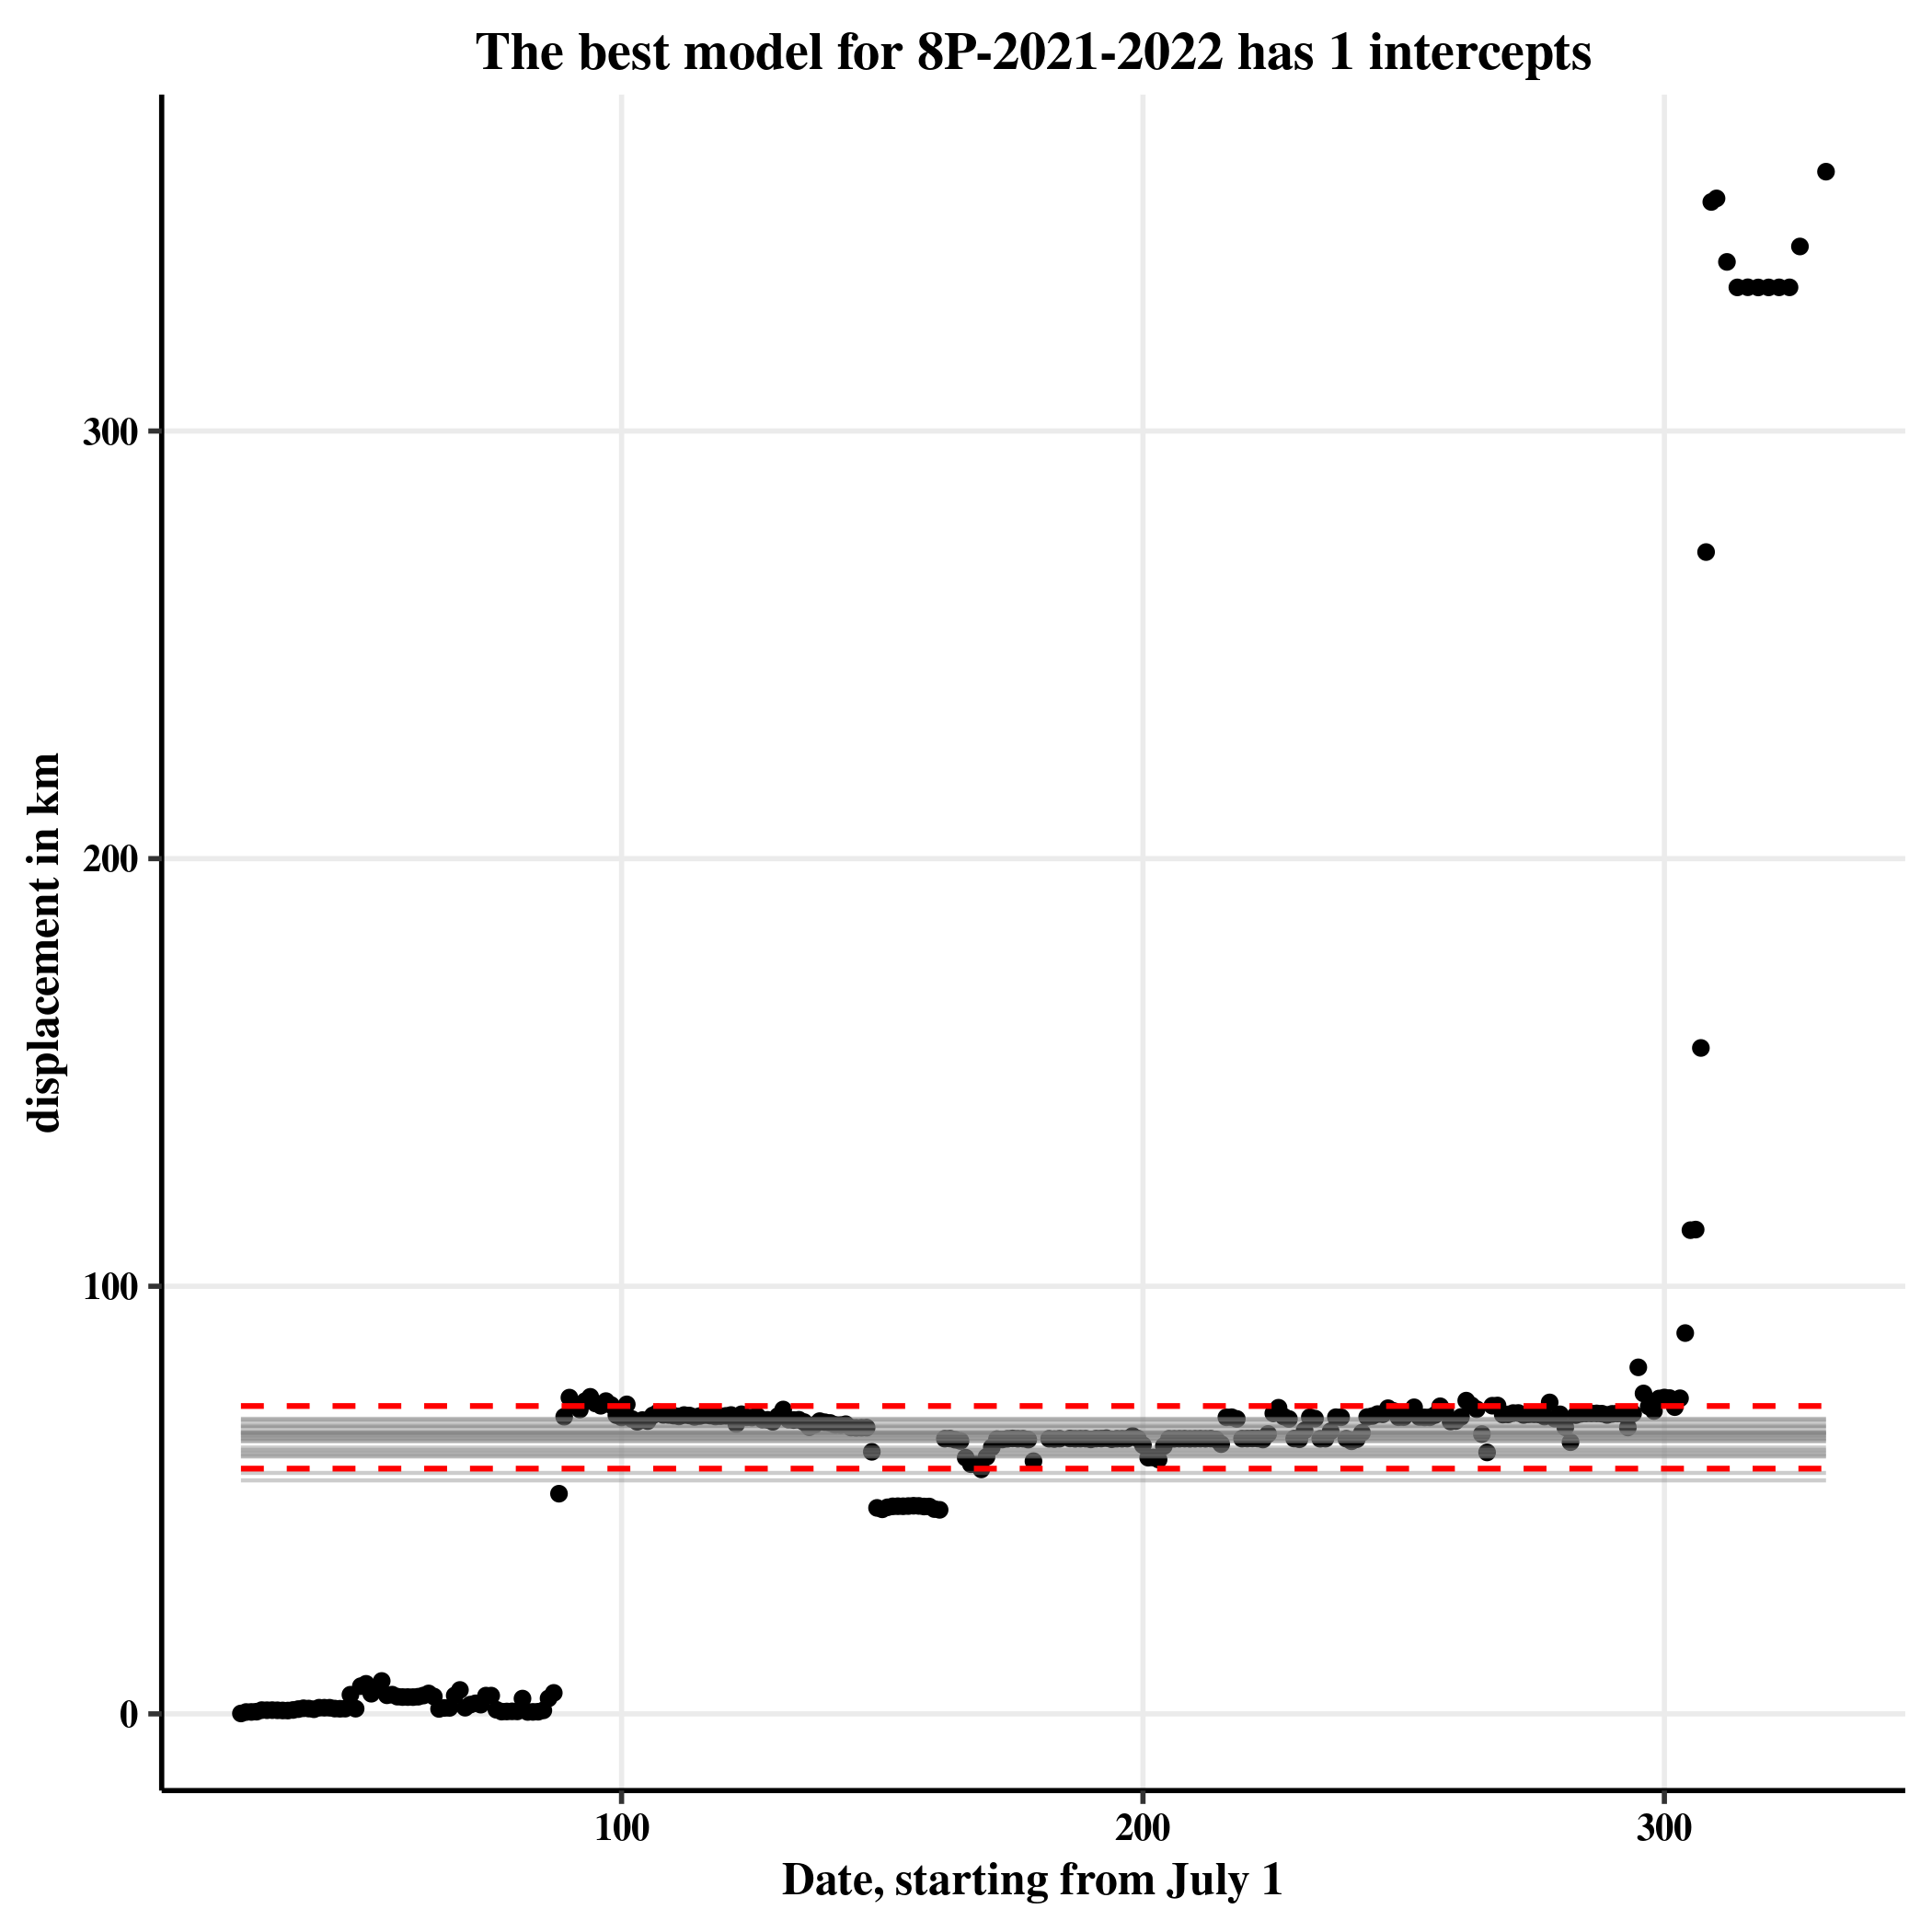 The best model for 8P-2021-2022 has 1 intercepts
displacement in km
300
200
100
0
100 200 300
Date, starting from July 1